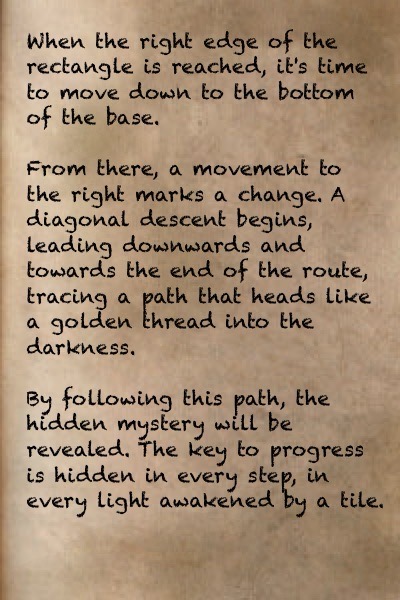 When the right edge of the
rectangle is reached, it's time
to move down to the bottom
of the base.
From there, a movement to
the right marks a change. A
diagonal descent begins,
leading downwards and
towards the end of the route,
tracing a path that heads like
a golden thread into the
darkness.
By following this path, the
hidden mystery will be
revealed. The key to progress
is hidden in every step, in
every light awakened by a tile.